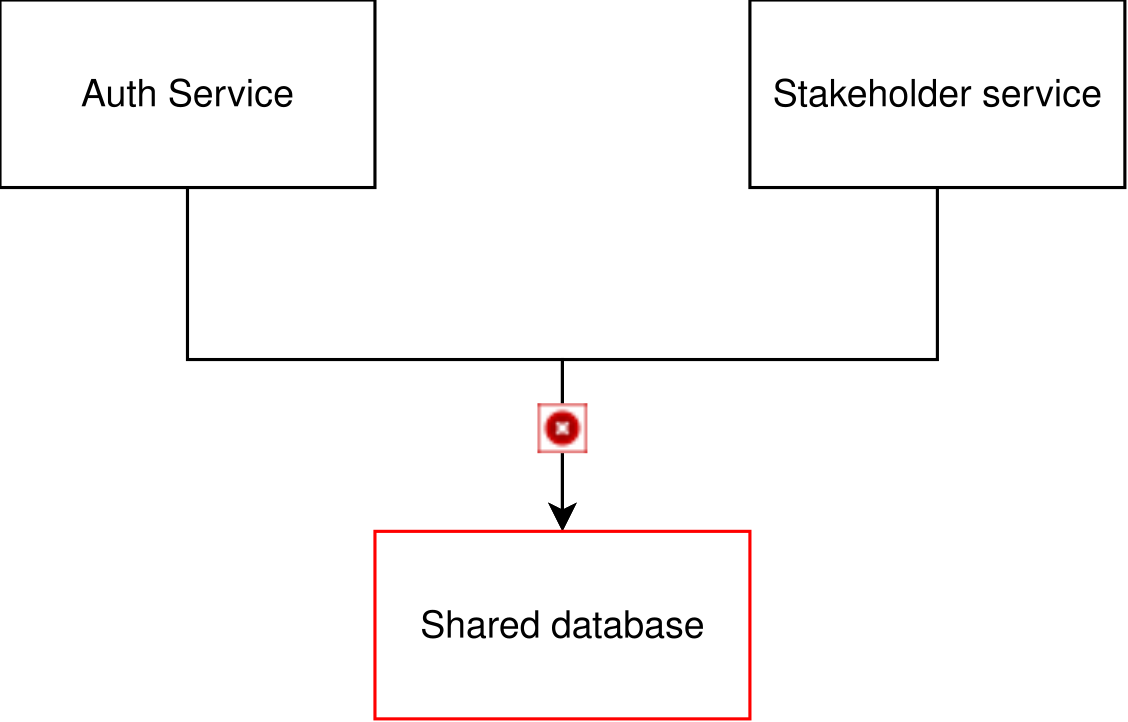 Auth Service
Stakeholder service
Shared database